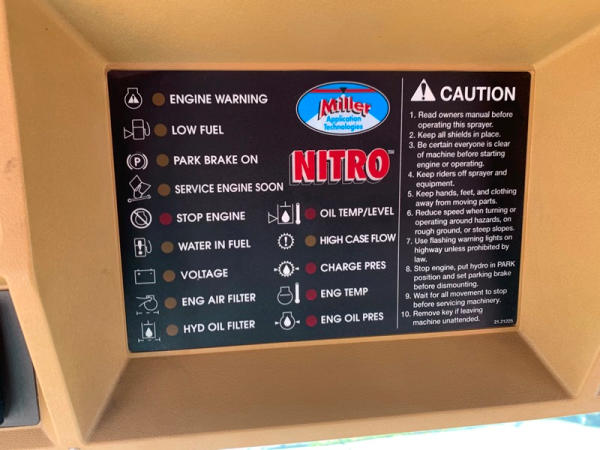 ENGINE WARNING
LOW FUEL
PARK BRAKE ON
SERVICE ENGINE SOON
STOP ENGINE
WATER IN FUEL
VOLTAGE
ENG AIR FILTER
HYD OIL FILTER
Miller
Application
Technologies
NITRO™
OIL TEMP/LEVEL
HIGH CASE FLOW
CHARGE PRES
ENG TEMP
ENG OIL PRES
CAUTION
1. Read owners manual before
operating this sprayer.
2. Keep all shields in place.
3. Be certain everyone is clear
of machine before starting
engine or operating.
4. Keep riders off sprayer and
equipment.
5. Keep hands, feet, and clothing
away from moving parts.
6. Reduce speed when turning or
operating around hazards, on
rough ground, or steep slopes.
7. Use flashing warning lights on
highway unless prohibited by
law.
8. Stop engine, put hydro in PARK
position and set parking brake
before dismounting.
9. Wait for all movement to stop
before servicing machinery.
10. Remove key if leaving
machine unattended.